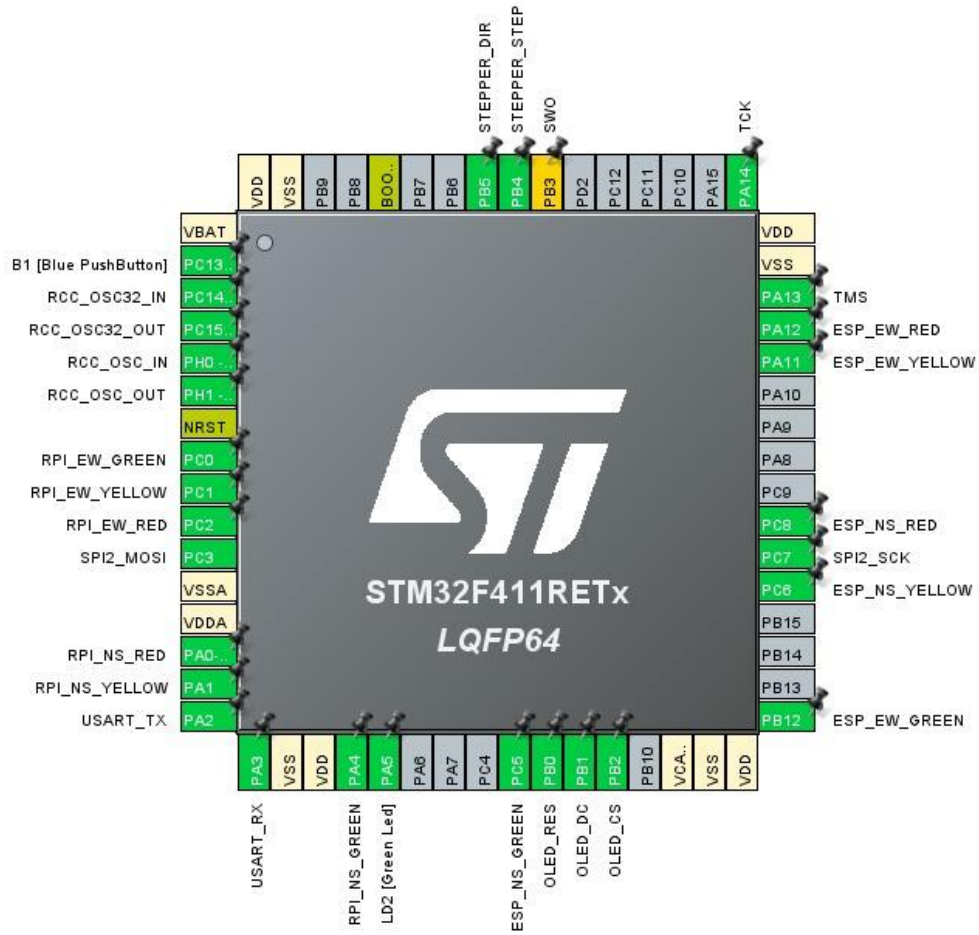 STEPPER_DIR
STEPPER_STEP
SWO
TCK
VDD
VSS
PB9
PB8
BOO..
PB7
PB6
PB5
PB4
PB3
PD2
PC12
PC11
PC10
PA15
PA14
VBAT
B1 [Blue PushButton] PC13..
RCC_OSC32_IN PC14..
RCC_OSC32_OUT PC15..
RCC_OSC_IN PH0 -..
RCC_OSC_OUT PH1 -..
NRST
RPI_EW_GREEN PC0
RPI_EW_YELLOW PC1
RPI_EW_RED PC2
SPI2_MOSI PC3
VSSA
VDDA
RPI_NS_RED PA0-..
RPI_NS_YELLOW PA1
USART_TX PA2
ST
STM32F411RETx
LQFP64
VDD
VSS
PA13 TMS
PA12 ESP_EW_RED
PA11 ESP_EW_YELLOW
PA10
PA9
PA8
PC9
PC8 ESP_NS_RED
PC7 SPI2_SCK
PC6 ESP_NS_YELLOW
PB15
PB14
PB13
PB12 ESP_EW_GREEN
PA3
VSS
VDD
PA4
PA5
PA6
PA7
PC4
PC5
PB0
PB1
PB2
PB10
VCA..
VSS
VDD
USART_RX
RPI_NS_GREEN
LD2 [Green Led]
ESP_NS_GREEN
OLED_RES
OLED_DC
OLED_CS